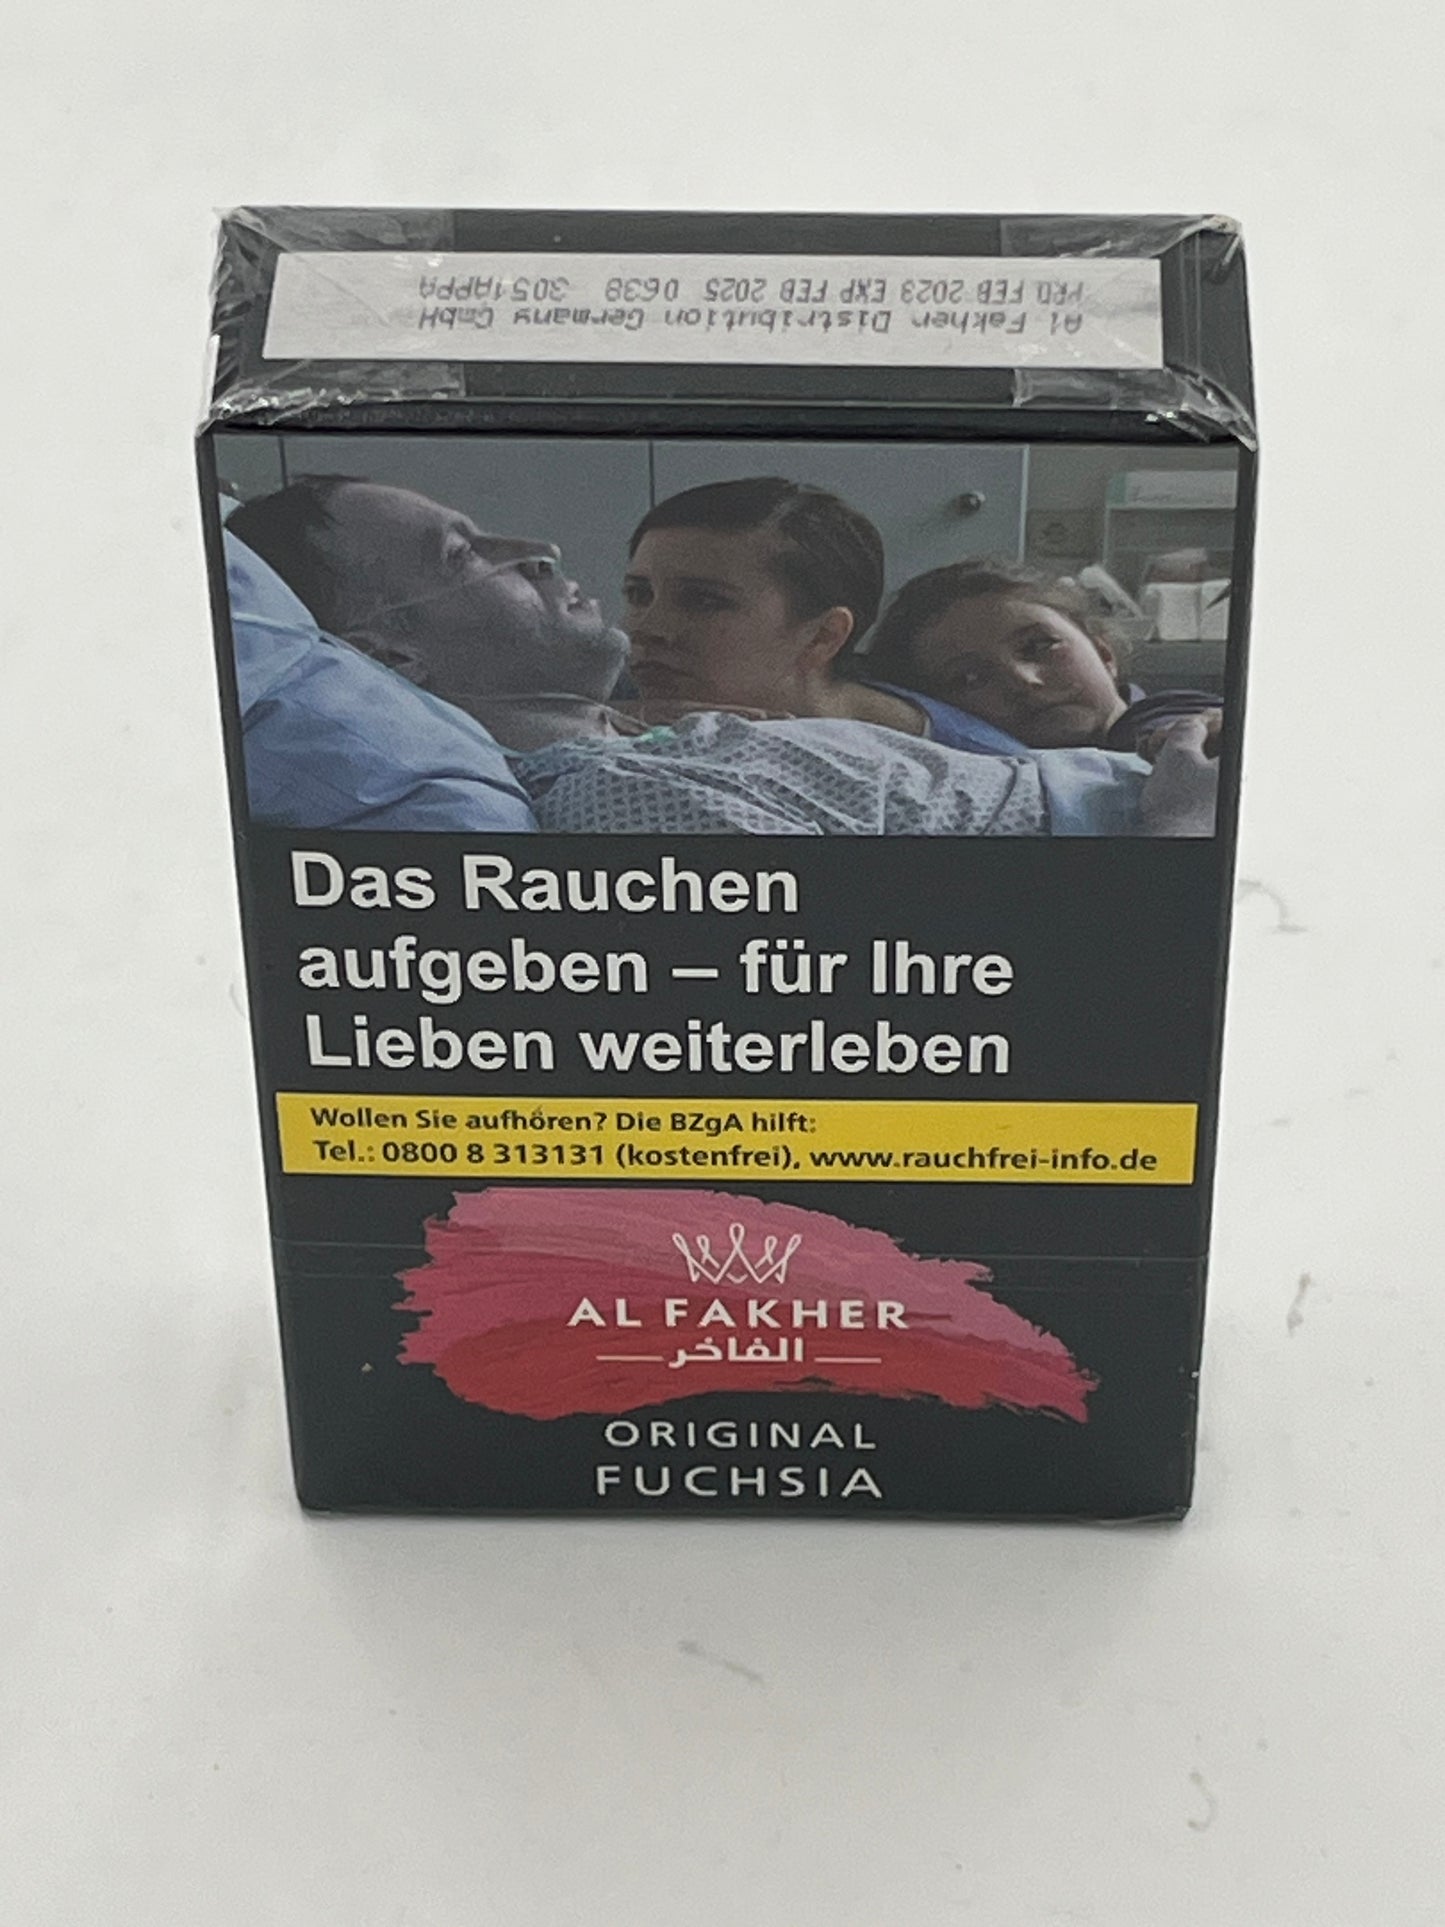 Al Fakher Distribution Germany GmbH
PRD FEB 2023 EXP FEB 2025 0638 3051APPA
Das Rauchen
aufgeben – für Ihre
Lieben weiterleben
Wollen Sie aufhören? Die BZgA hilft:
Tel.: 0800 8 313131 (kostenfrei), www.rauchfrei-info.de
AL FAKHER
الفاخر
ORIGINAL
FUCHSIA